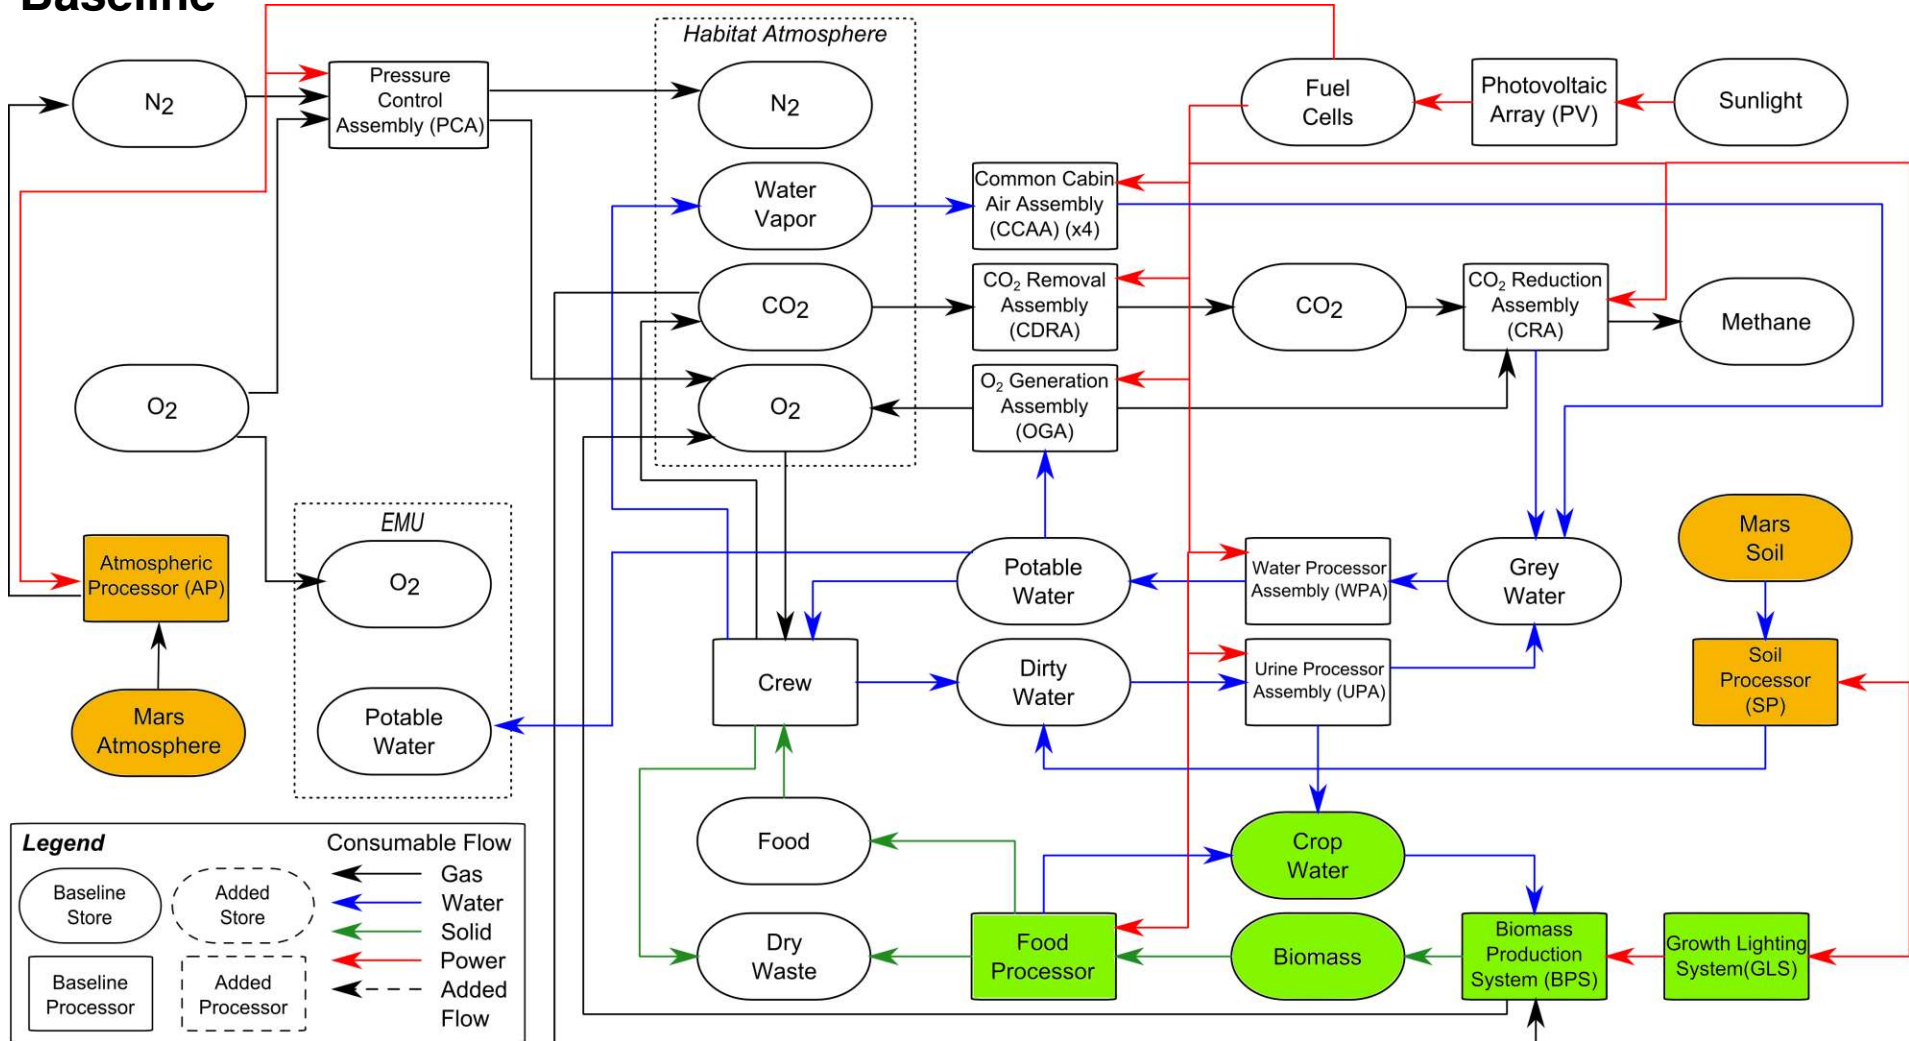 Baseline
Habitat Atmosphere
N2
Pressure
Control
Assembly (PCA)
N2
Fuel
Cells
Photovoltaic
Array (PV)
Sunlight
Water
Vapor
Common Cabin
Air Assembly
(CCAA) (x4)
CO2
CO2 Removal
Assembly
(CDRA)
CO2
CO2 Reduction
Assembly
(CRA)
Methane
O2
O2
O2 Generation
Assembly
(OGA)
EMU
Atmospheric
Processor (AP)
O2
Potable
Water
Water Processor
Assembly (WPA)
Grey
Water
Mars
Soil
Mars
Atmosphere
Potable
Water
Crew
Dirty
Water
Urine Processor
Assembly (UPA)
Soil
Processor
(SP)
Food
Crop
Water
Dry
Waste
Food
Processor
Biomass
Biomass
Production
System (BPS)
Growth Lighting
System(GLS)
Legend
Consumable Flow
Baseline
Store
Added
Store
Baseline
Processor
Added
Processor
Gas
Water
Solid
Power
Added
Flow